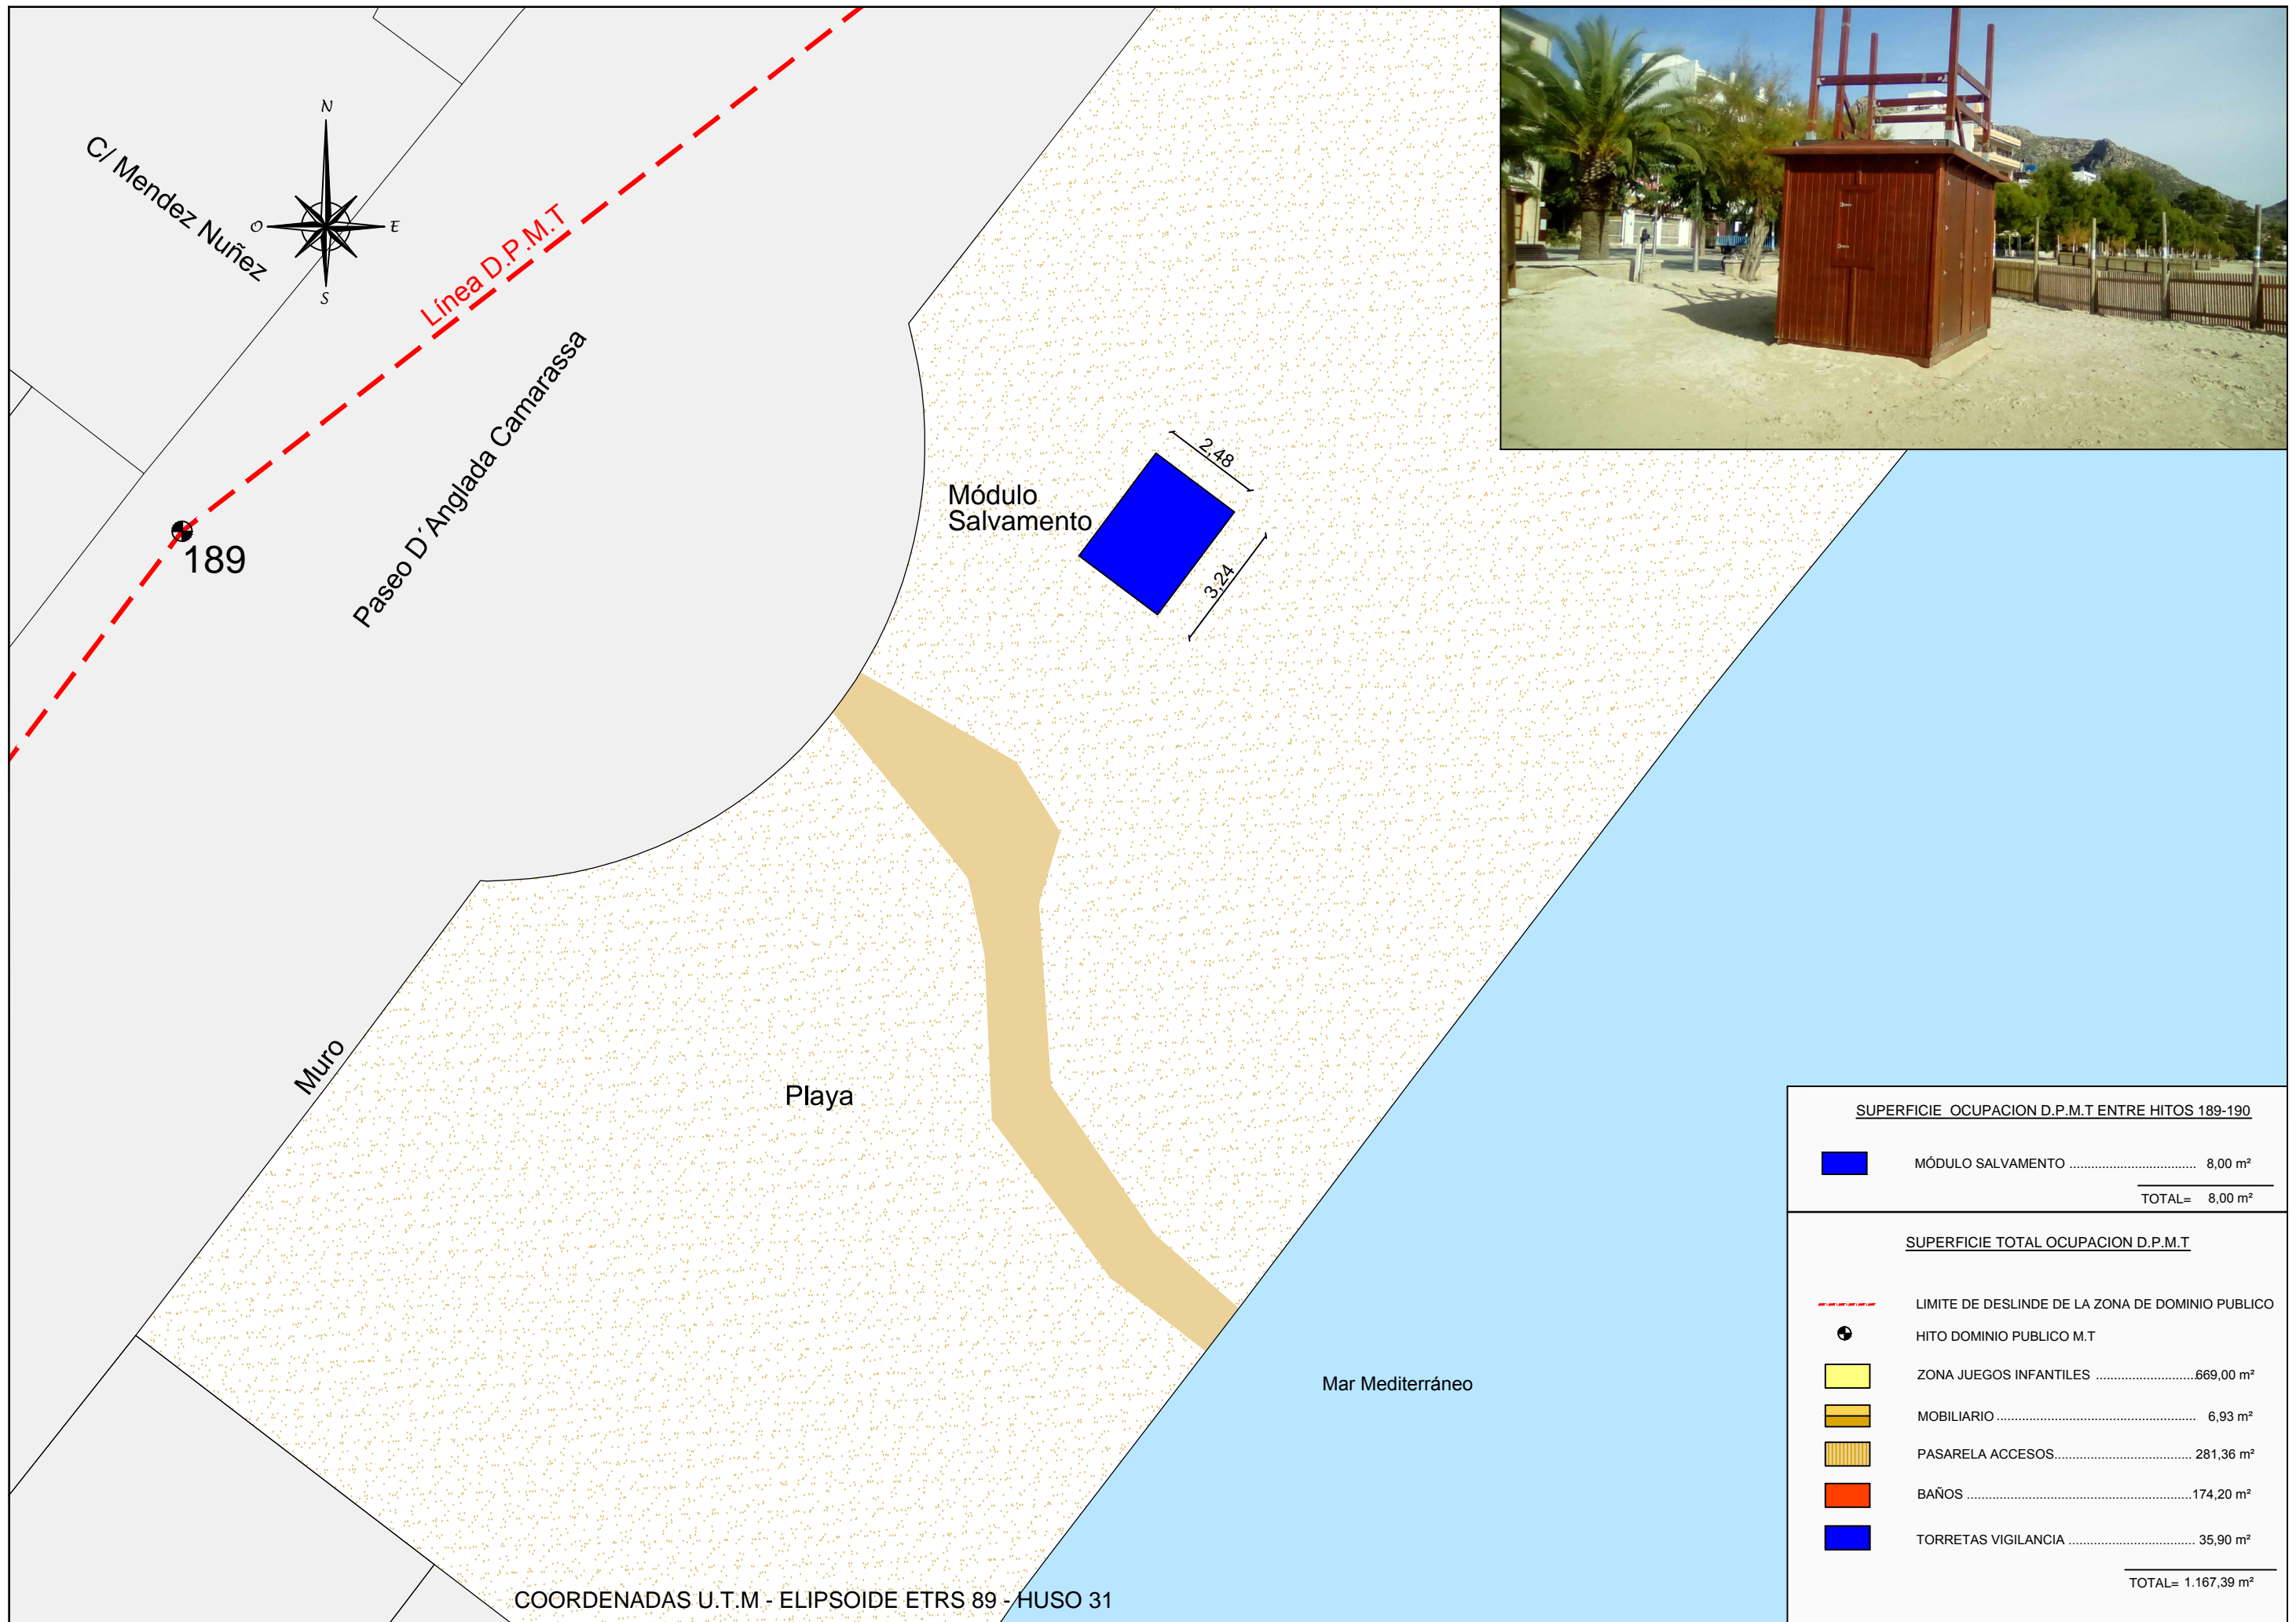 N
O
E
S
C/ Mendez Nuñez
Línea D.P.M.T
Paseo D´Anglada Camarassa
189
Módulo
Salvamento
2,48
3,24
Muro
Playa
Mar Mediterráneo
COORDENADAS U.T.M - ELIPSOIDE ETRS 89 - HUSO 31
SUPERFICIE OCUPACION D.P.M.T ENTRE HITOS 189-190
MÓDULO SALVAMENTO ................................ 8,00 m²
TOTAL= 8,00 m²
SUPERFICIE TOTAL OCUPACION D.P.M.T
LIMITE DE DESLINDE DE LA ZONA DE DOMINIO PUBLICO
HITO DOMINIO PUBLICO M.T
ZONA JUEGOS INFANTILES ..........................669,00 m²
MOBILIARIO ................................................... 6,93 m²
PASARELA ACCESOS................................... 281,36 m²
BAÑOS .........................................................174,20 m²
TORRETAS VIGILANCIA ................................ 35,90 m²
TOTAL= 1.167,39 m²